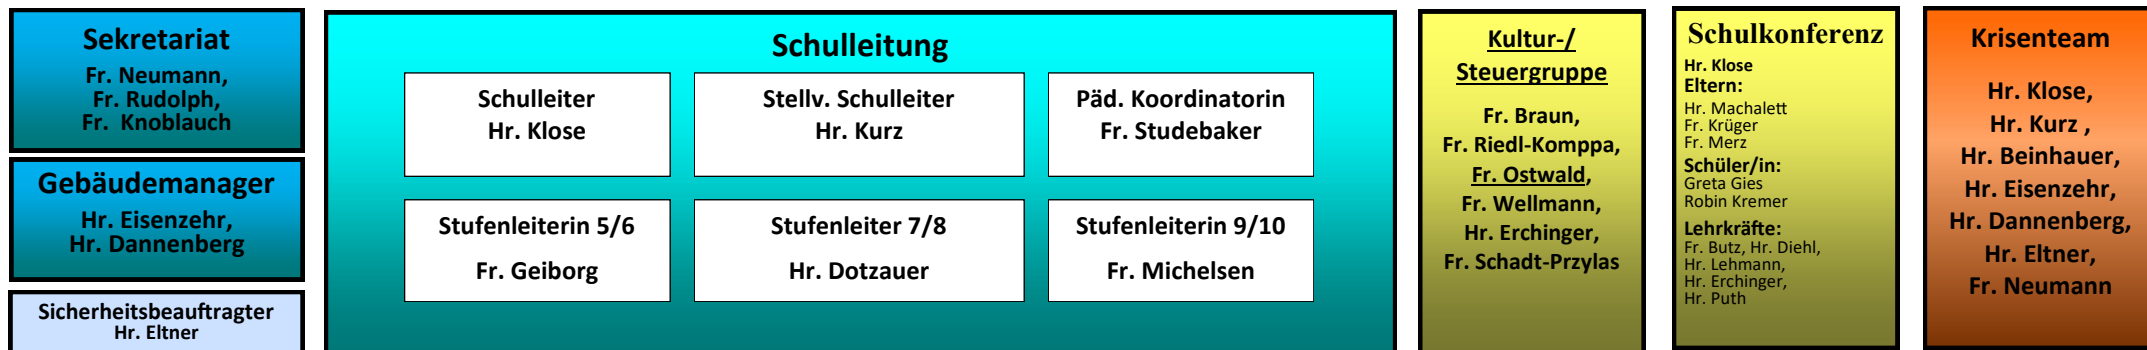 Sekretariat
Fr. Neumann,
Fr. Rudolph,
Fr. Knoblauch
Gebäudemanager
Hr. Eisenzehr,
Hr. Dannenberg
Sicherheitsbeauftragter
Hr. Eltner
Schulleitung
Schulleiter
Hr. Klose
Stellv. Schulleiter
Hr. Kurz
Päd. Koordinatorin
Fr. Studebaker
Stufenleiterin 5/6
Fr. Geiborg
Stufenleiter 7/8
Hr. Dotzauer
Stufenleiterin 9/10
Fr. Michelsen
Kultur-/
Steuergruppe
Fr. Braun,
Fr. Riedl-Komppa,
Fr. Ostwald,
Fr. Wellmann,
Hr. Erchinger,
Fr. Schadt-Przylas
Schulkonferenz
Hr. Klose
Eltern:
Hr. Machalett
Fr. Krüger
Fr. Merz
Schüler/in:
Greta Gies
Robin Kremer
Lehrkräfte:
Fr. Butz, Hr. Diehl,
Hr. Lehmann,
Hr. Erchinger,
Hr. Puth
Krisenteam
Hr. Klose,
Hr. Kurz ,
Hr. Beinhauer,
Hr. Eisenzehr,
Hr. Dannenberg,
Hr. Eltner,
Fr. Neumann